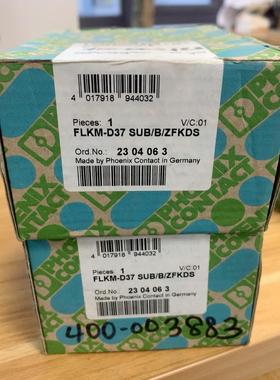 4 017918 944032
Pieces: 1 V/C:01
FLKM-D37 SUB/B/ZFKDS
Ord No.: 23 04 06 3
Made by Phoenix Contact in Germany
PHŒNIX
CONTACT
4 017918 944032
Pieces: 1 V/C:01
FLKM-D37 SUB/B/ZFKDS
Ord No.: 23 04 06 3
Made by Phoenix Contact in Germany
400-003883